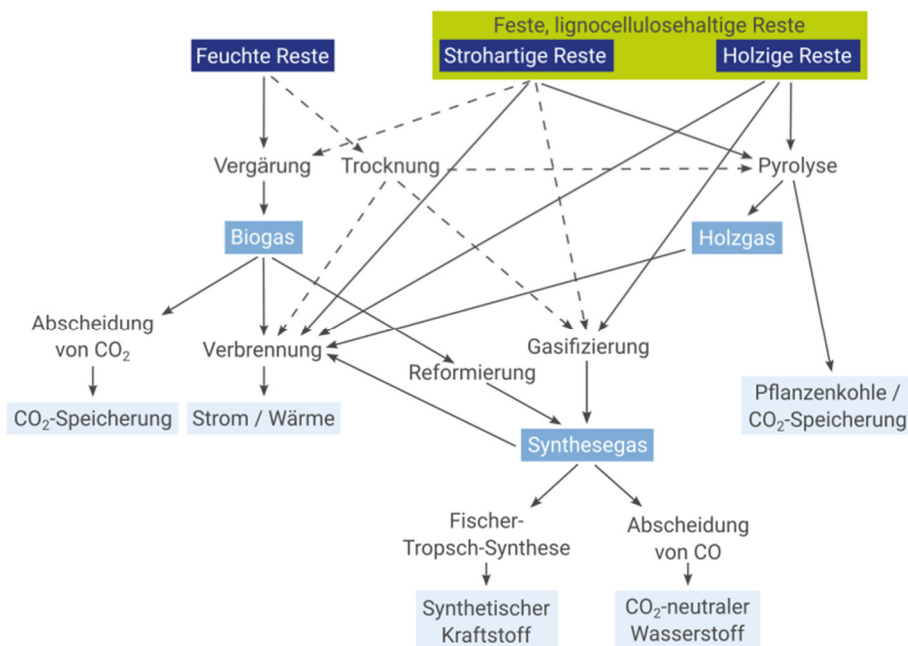 Feste, lignocellulosehaltige Reste
Feuchte Reste
Strohartige Reste
Holzige Reste
Vergärung
Trocknung
Pyrolyse
Biogas
Holzgas
Abscheidung
von CO₂
Verbrennung
Reformierung
Gasifizierung
CO₂-Speicherung
Strom / Wärme
Pflanzenkohle /
CO₂-Speicherung
Synthesegas
Fischer-
Tropsch-Synthese
Abscheidung
von CO
Synthetischer
Kraftstoff
CO₂-neutraler
Wasserstoff